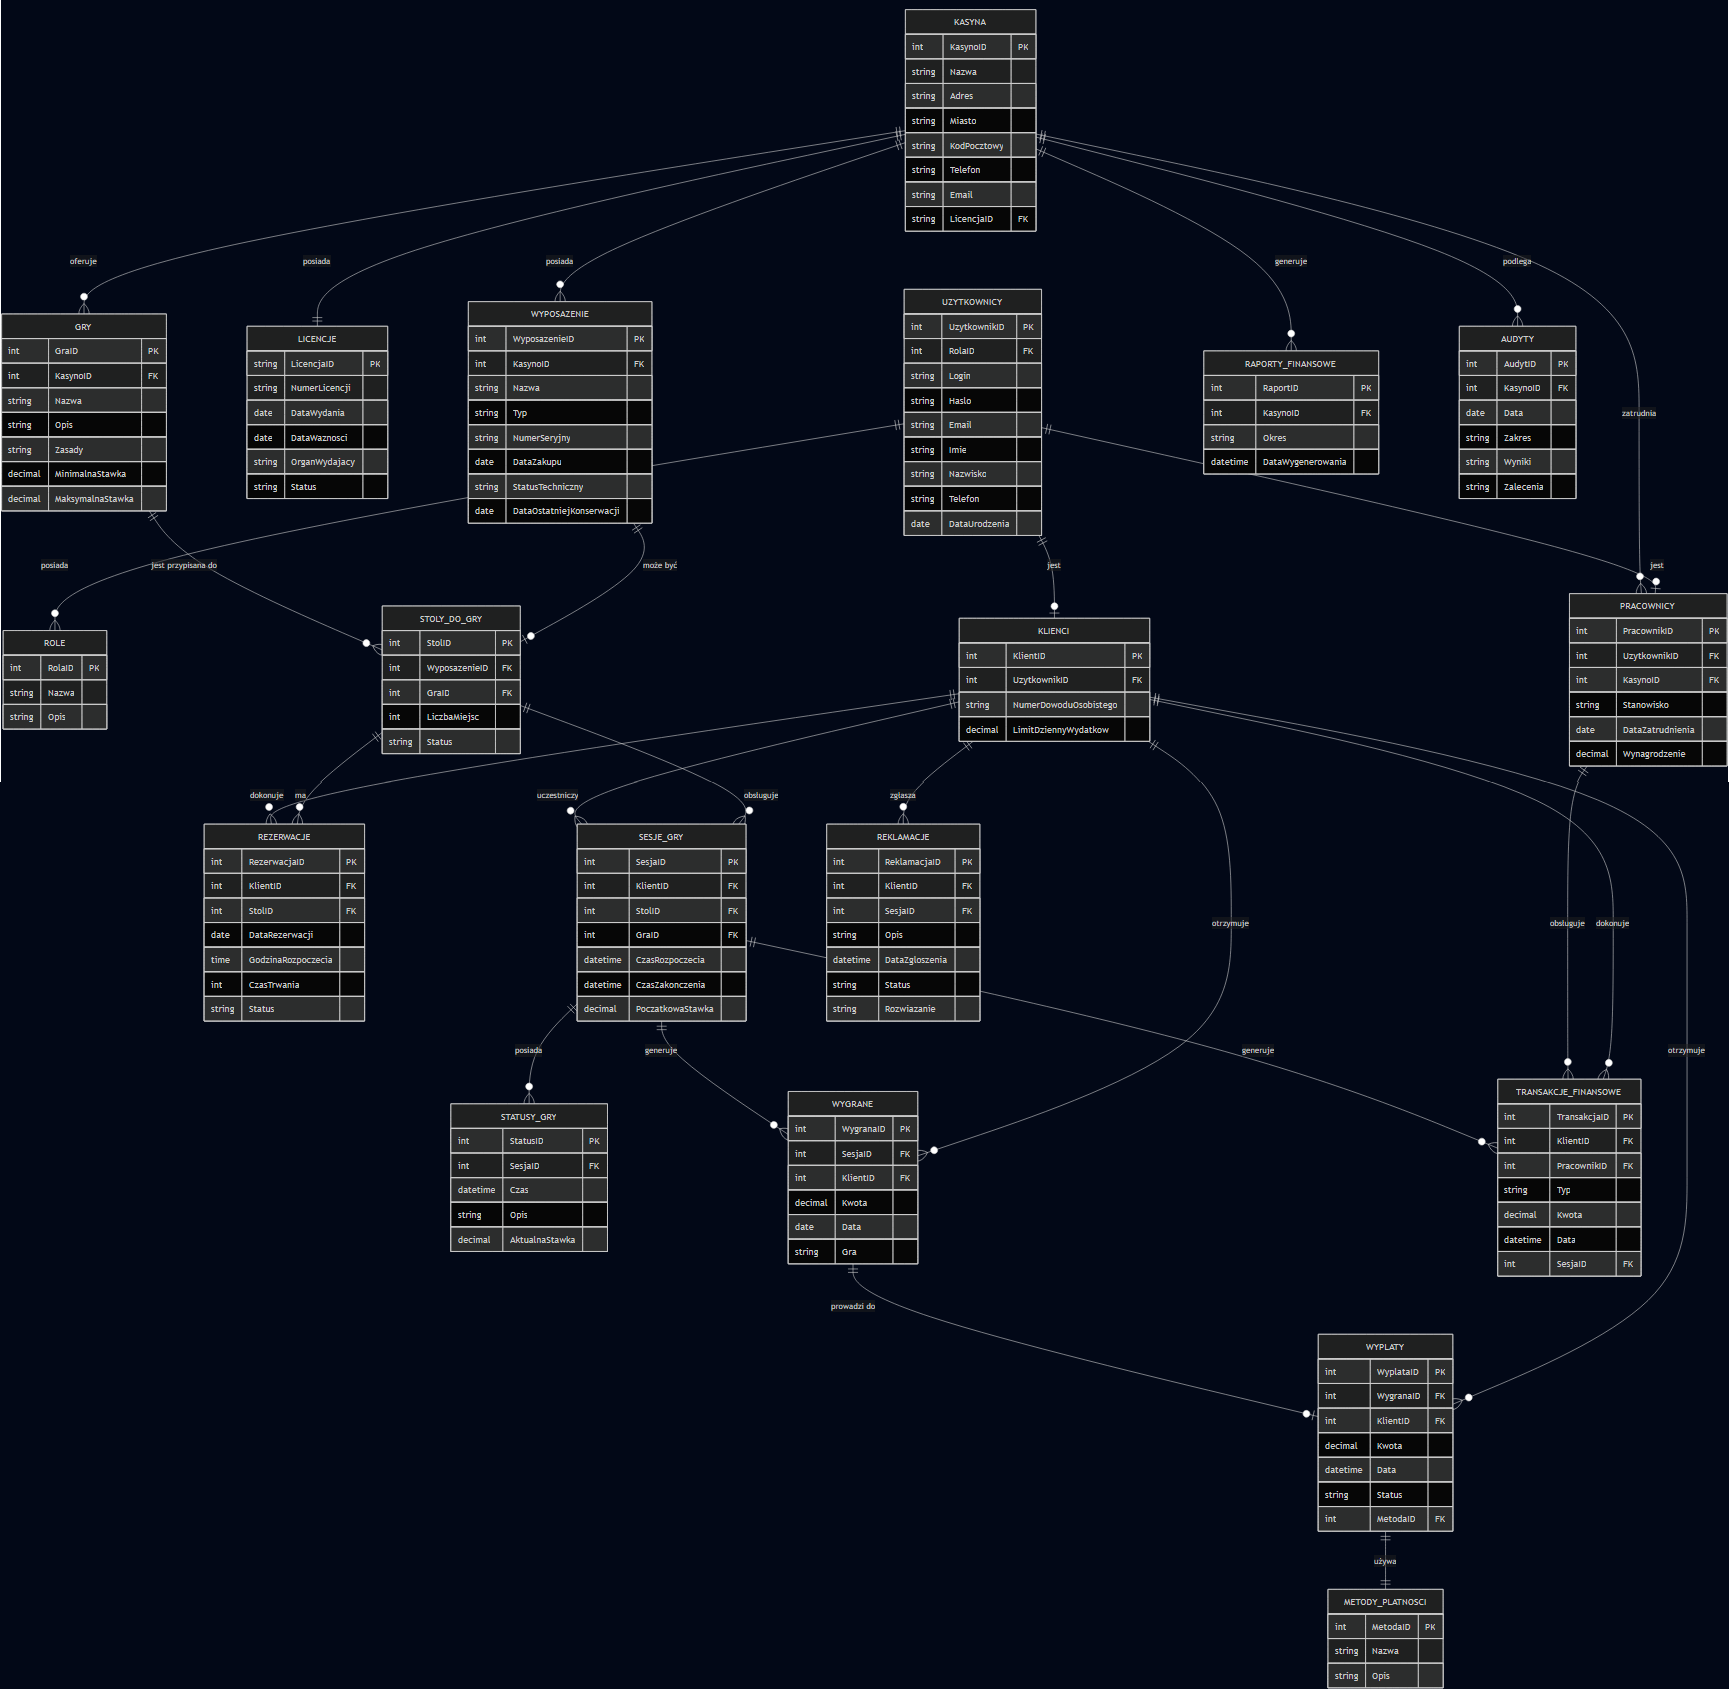 KASYNA
int KasynoID PK
string Nazwa
string Adres
string Miasto
string KodPocztowy
string Telefon
string Email
string LicencjaID FK
oferuje
posiada
posiada
generuje
podlega
zatrudnia
GRY
int GraID PK
int KasynoID FK
string Nazwa
string Opis
string Zasady
decimal MinimalnaStawka
decimal MaksymalnaStawka
LICENCJE
string LicencjaID PK
string NumerLicencji
date DataWydania
date DataWaznosci
string OrganWydajacy
string Status
WYPOSAZENIE
int WyposazenieID PK
int KasynoID FK
string Nazwa
string Typ
string NumerSeryjny
date DataZakupu
string StatusTechniczny
date DataOstatniejKonserwacji
UZYTKOWNICY
int UzytkownikID PK
int RolaID FK
string Login
string Haslo
string Email
string Imie
string Nazwisko
string Telefon
date DataUrodzenia
RAPORTY_FINANSOWE
int RaportID PK
int KasynoID FK
string Okres
datetime DataWygenerowania
AUDYTY
int AudytID PK
int KasynoID FK
date Data
string Zakres
string Wyniki
string Zalecenia
posiada
jest przypisana do
może być
jest
jest
ROLE
int RolaID PK
string Nazwa
string Opis
STOLY_DO_GRY
int StolID PK
int WyposazenieID FK
int GraID FK
int LiczbaMiejsc
string Status
KLIENCI
int KlientID PK
int UzytkownikID FK
string NumerDowoduOsobistego
decimal LimitDziennyWydatkow
PRACOWNICY
int PracownikID PK
int UzytkownikID FK
int KasynoID FK
string Stanowisko
date DataZatrudnienia
decimal Wynagrodzenie
dokonuje
ma
uczestniczy
obsługuje
zgłasza
REZERWACJE
int RezerwacjaID PK
int KlientID FK
int StolID FK
date DataRezerwacji
time GodzinaRozpoczecia
int CzasTrwania
string Status
SESJE_GRY
int SesjaID PK
int KlientID FK
int StolID FK
int GraID FK
datetime CzasRozpoczecia
datetime CzasZakonczenia
decimal PoczatkowaStawka
REKLAMACJE
int ReklamacjaID PK
int KlientID FK
int SesjaID FK
string Opis
datetime DataZgloszenia
string Status
string Rozwiazanie
otrzymuje
obsługuje
dokonuje
posiada
generuje
generuje
otrzymuje
STATUSY_GRY
int StatusID PK
int SesjaID FK
datetime Czas
string Opis
decimal AktualnaStawka
WYGRANE
int WygranaID PK
int SesjaID FK
int KlientID FK
decimal Kwota
date Data
string Gra
TRANSAKCJE_FINANSOWE
int TransakcjaID PK
int KlientID FK
int PracownikID FK
string Typ
decimal Kwota
datetime Data
int SesjaID FK
prowadzi do
WYPLATY
int WyplataID PK
int WygranaID FK
int KlientID FK
decimal Kwota
datetime Data
string Status
int MetodaID FK
używa
METODY_PLATNOSCI
int MetodaID PK
string Nazwa
string Opis